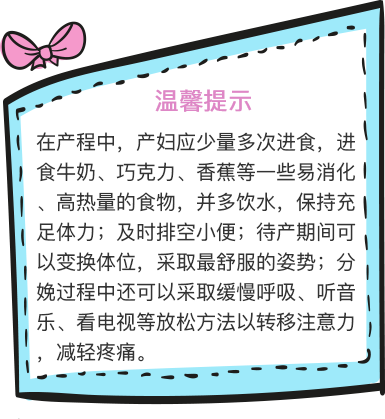 温馨提示
在产程中，产妇应少量多次进食，进
食牛奶、巧克力、香蕉等一些易消化
、高热量的食物，并多饮水，保持充
足体力；及时排空小便；待产期间可
以变换体位，采取最舒服的姿势；分
娩过程中还可以采取缓慢呼吸、听音
乐、看电视等放松方法以转移注意力
，减轻疼痛。